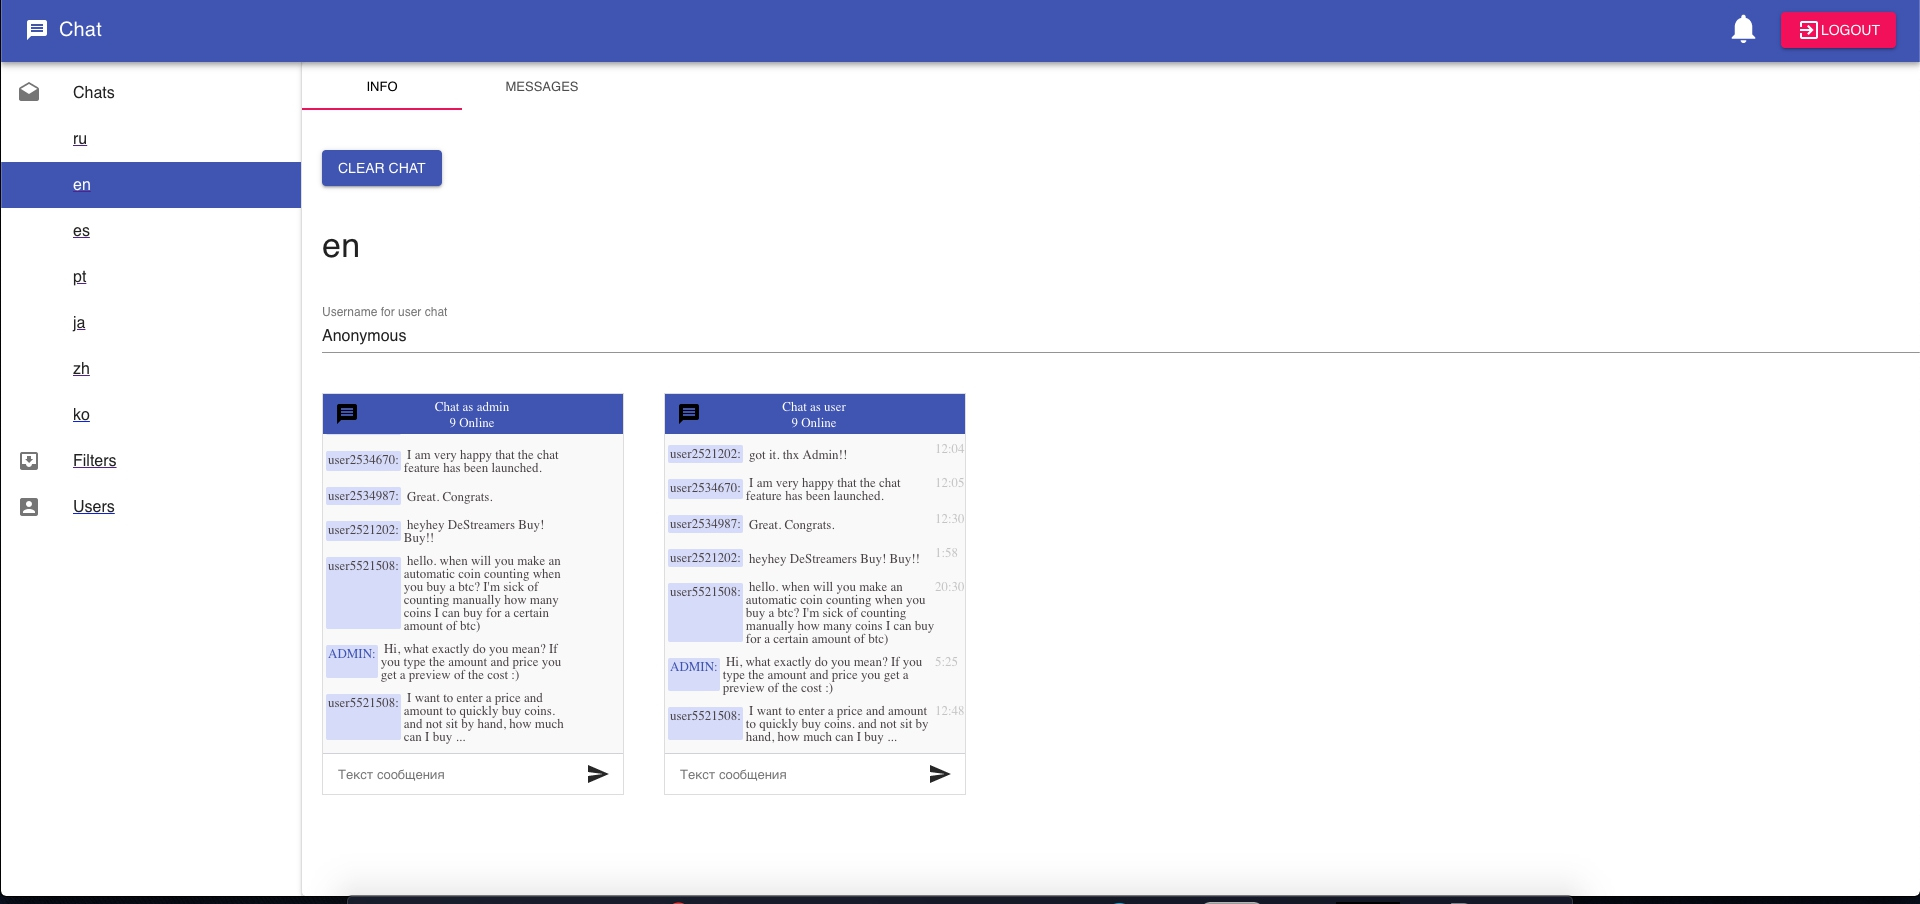 Chat
LOGOUT
Chats
ru
en
es
pt
ja
zh
ko
Filters
Users
INFO
MESSAGES
CLEAR CHAT
en
Username for user chat
Anonymous
Chat as admin
9 Online
user2534670: I am very happy that the chat
feature has been launched.
user2534987: Great. Congrats.
user2521202: heyhey DeStreamers Buy!
Buy!!
user5521508: hello. when will you make an
automatic coin counting when
you buy a btc? I'm sick of
counting manually how many
coins I can buy for a certain
amount of btc)
ADMIN: Hi, what exactly do you mean? If
you type the amount and price you
get a preview of the cost :)
user5521508: I want to enter a price and
amount to quickly buy coins.
and not sit by hand, how much
can I buy ...
Текст сообщения
Chat as user
9 Online
user2521202: got it. thx Admin!! 12:04
user2534670: I am very happy that the chat 12:05
feature has been launched.
user2534987: Great. Congrats. 12:30
user2521202: heyhey DeStreamers Buy! Buy!! 1:58
user5521508: hello. when will you make an 20:30
automatic coin counting when you
buy a btc? I'm sick of counting
manually how many coins I can buy
for a certain amount of btc)
ADMIN: Hi, what exactly do you mean? If you 5:25
type the amount and price you get a
preview of the cost :)
user5521508: I want to enter a price and amount 12:48
to quickly buy coins. and not sit by
hand, how much can I buy ...
Текст сообщения